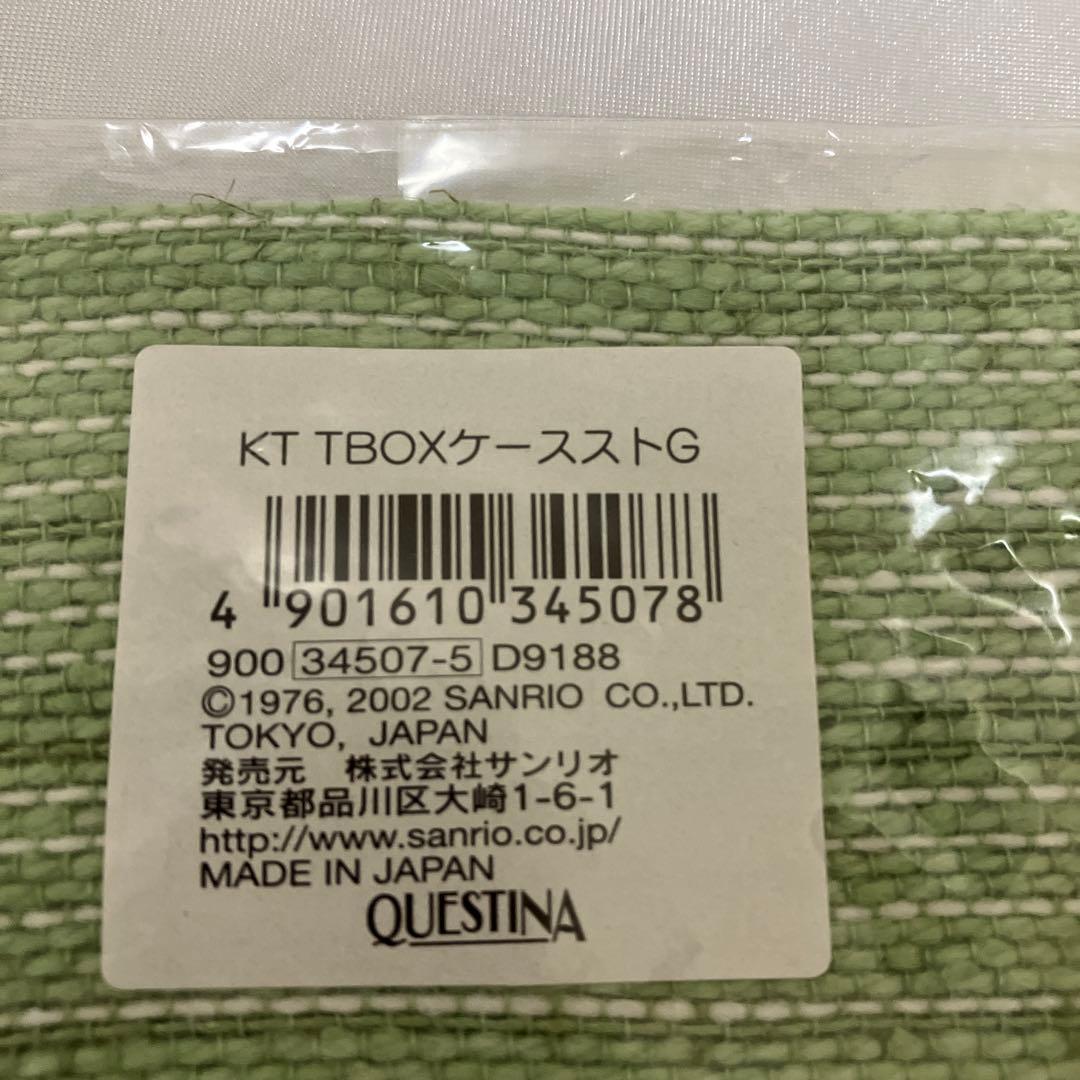 KT TBOXケースストG
4 901610 345078
900 34507-5 D9188
©1976, 2002 SANRIO CO.,LTD.
TOKYO, JAPAN
発売元 株式会社サンリオ
東京都品川区大崎1-6-1
http://www.sanrio.co.jp/
MADE IN JAPAN
QUESTINA